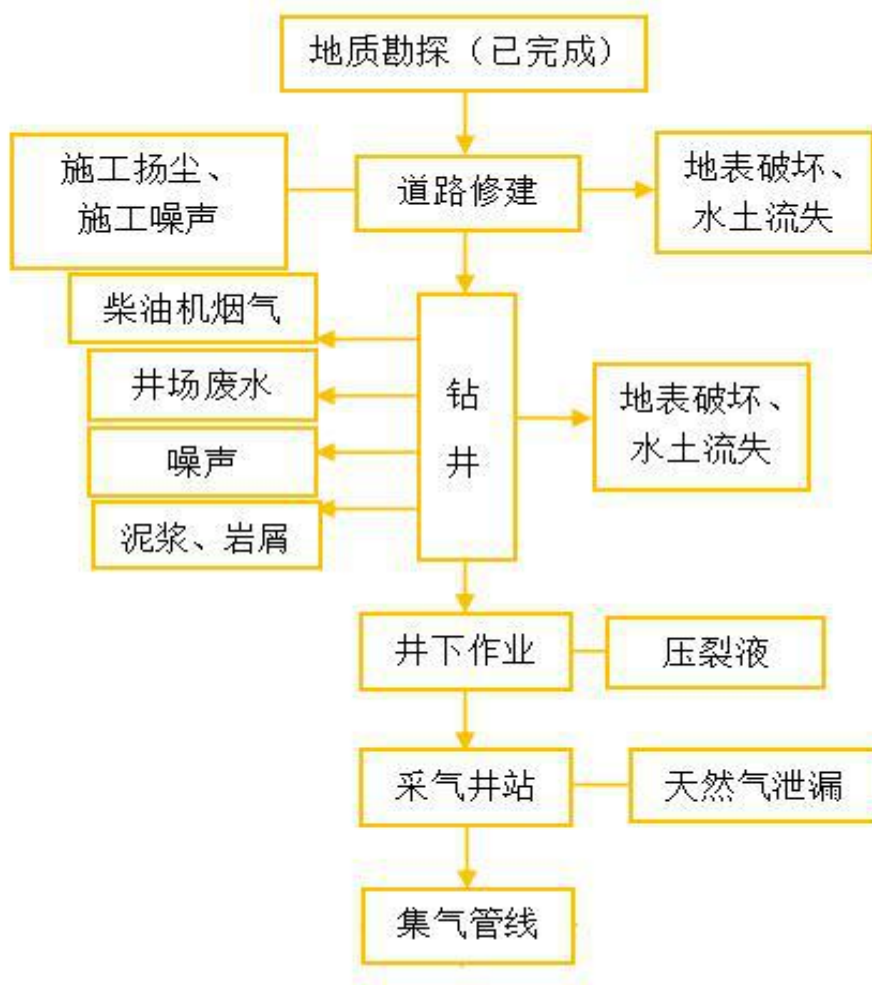 地质勘探（已完成）
施工扬尘、
施工噪声
道路修建
地表破坏、
水土流失
柴油机烟气
井场废水
噪声
泥浆、岩屑
钻
井
地表破坏、
水土流失
井下作业
压裂液
采气井站
天然气泄漏
集气管线